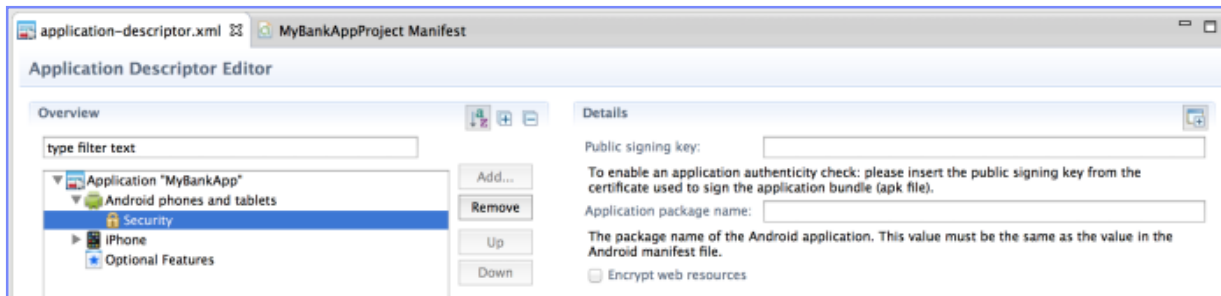 application-descriptor.xml
MyBankAppProject Manifest
Application Descriptor Editor
Overview
type filter text
Application "MyBankApp"
Android phones and tablets
Security
iPhone
Optional Features
Add...
Remove
Up
Down
Details
Public signing key:
To enable an application authenticity check: please insert the public signing key from the
certificate used to sign the application bundle (apk file).
Application package name:
The package name of the Android application. This value must be the same as the value in the
Android manifest file.
Encrypt web resources